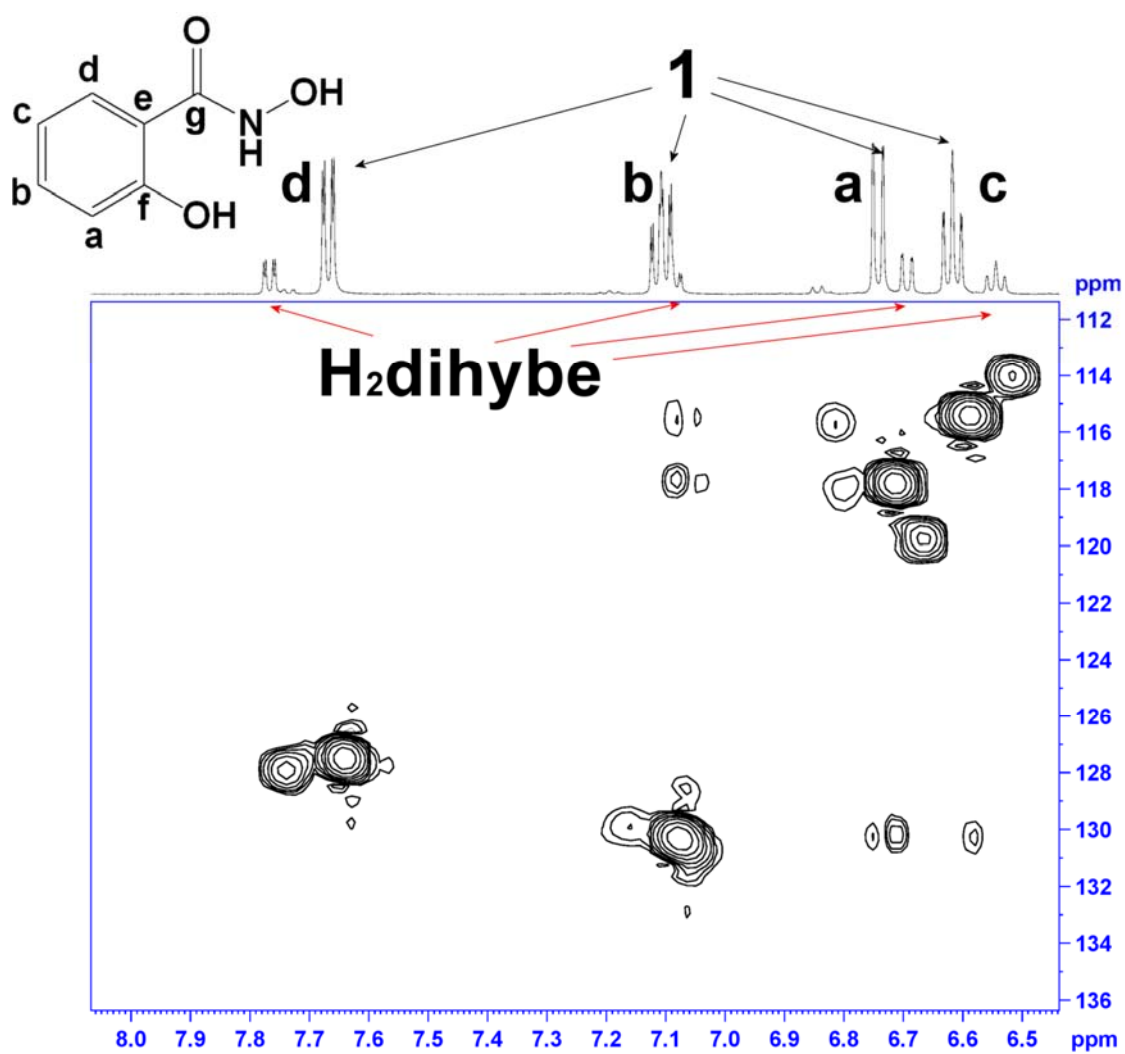 O
d
e
OH
1
c
g
N
H
b
f
OH
a
d
b
a
c
ppm
H2dihybe
112
114
116
118
120
122
124
126
128
130
132
134
136
8.0 7.9 7.8 7.7 7.6 7.5 7.4 7.3 7.2 7.1 7.0 6.9 6.8 6.7 6.6 6.5 ppm